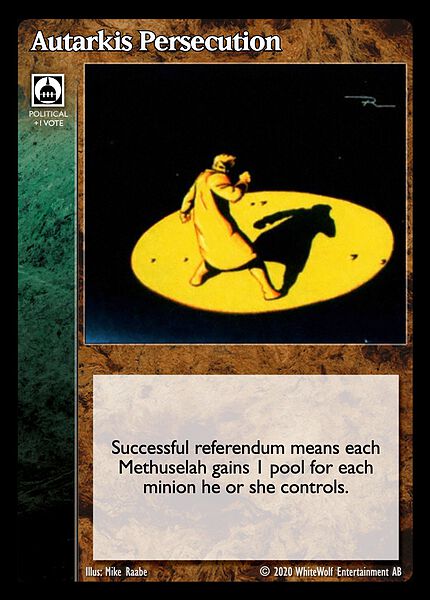 Autarkis Persecution
POLITICAL
+1 VOTE
Successful referendum means each
Methuselah gains 1 pool for each
minion he or she controls.
Illus: Mike Raabe
© 2020 WhiteWolf Entertainment AB